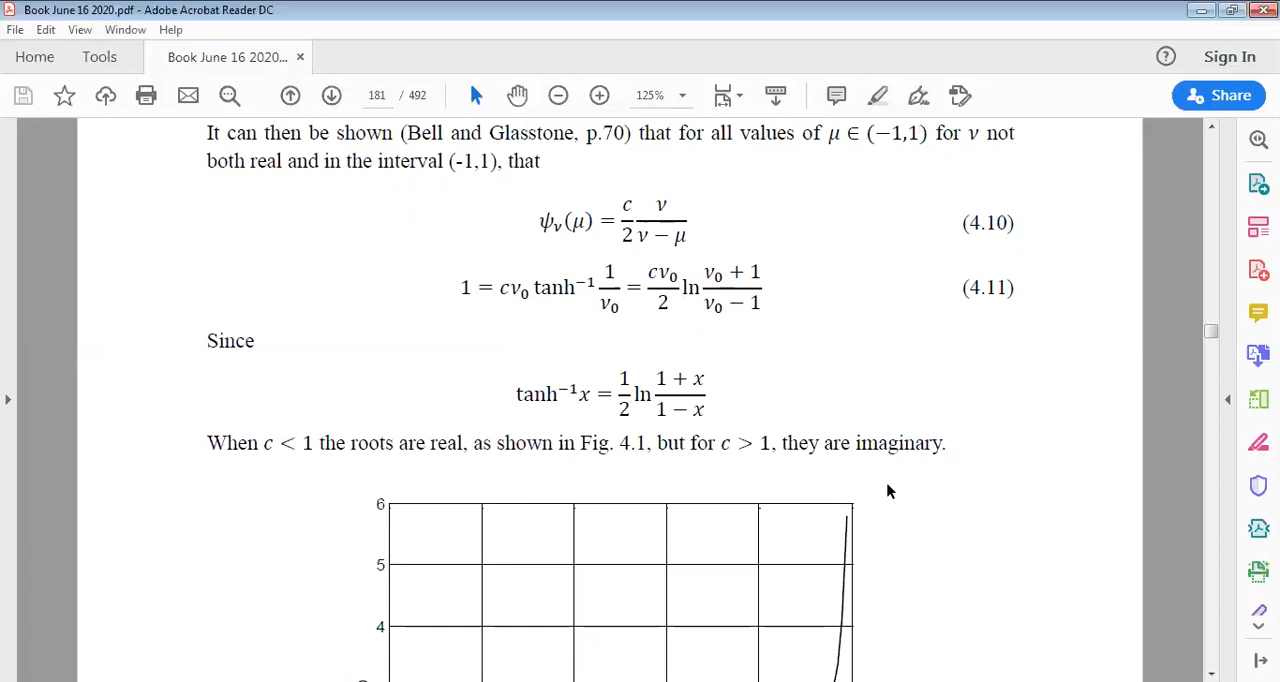 Book June 16 2020.pdf - Adobe Acrobat Reader DC
File Edit View Window Help
Home Tools Book June 16 2020... × Sign In
181 / 492 125% Share
It can then be shown (Bell and Glasstone, p.70) that for all values of μ ∈ (−1,1) for ν not
both real and in the interval (-1,1), that
ψ_ν(μ) = c/2 ν/(ν − μ) (4.10)
1 = cν₀ tanh⁻¹ 1/ν₀ = cν₀/2 ln (ν₀ + 1)/(ν₀ − 1) (4.11)
Since
tanh⁻¹x = 1/2 ln (1 + x)/(1 − x)
When c < 1 the roots are real, as shown in Fig. 4.1, but for c > 1, they are imaginary.
6
5
4